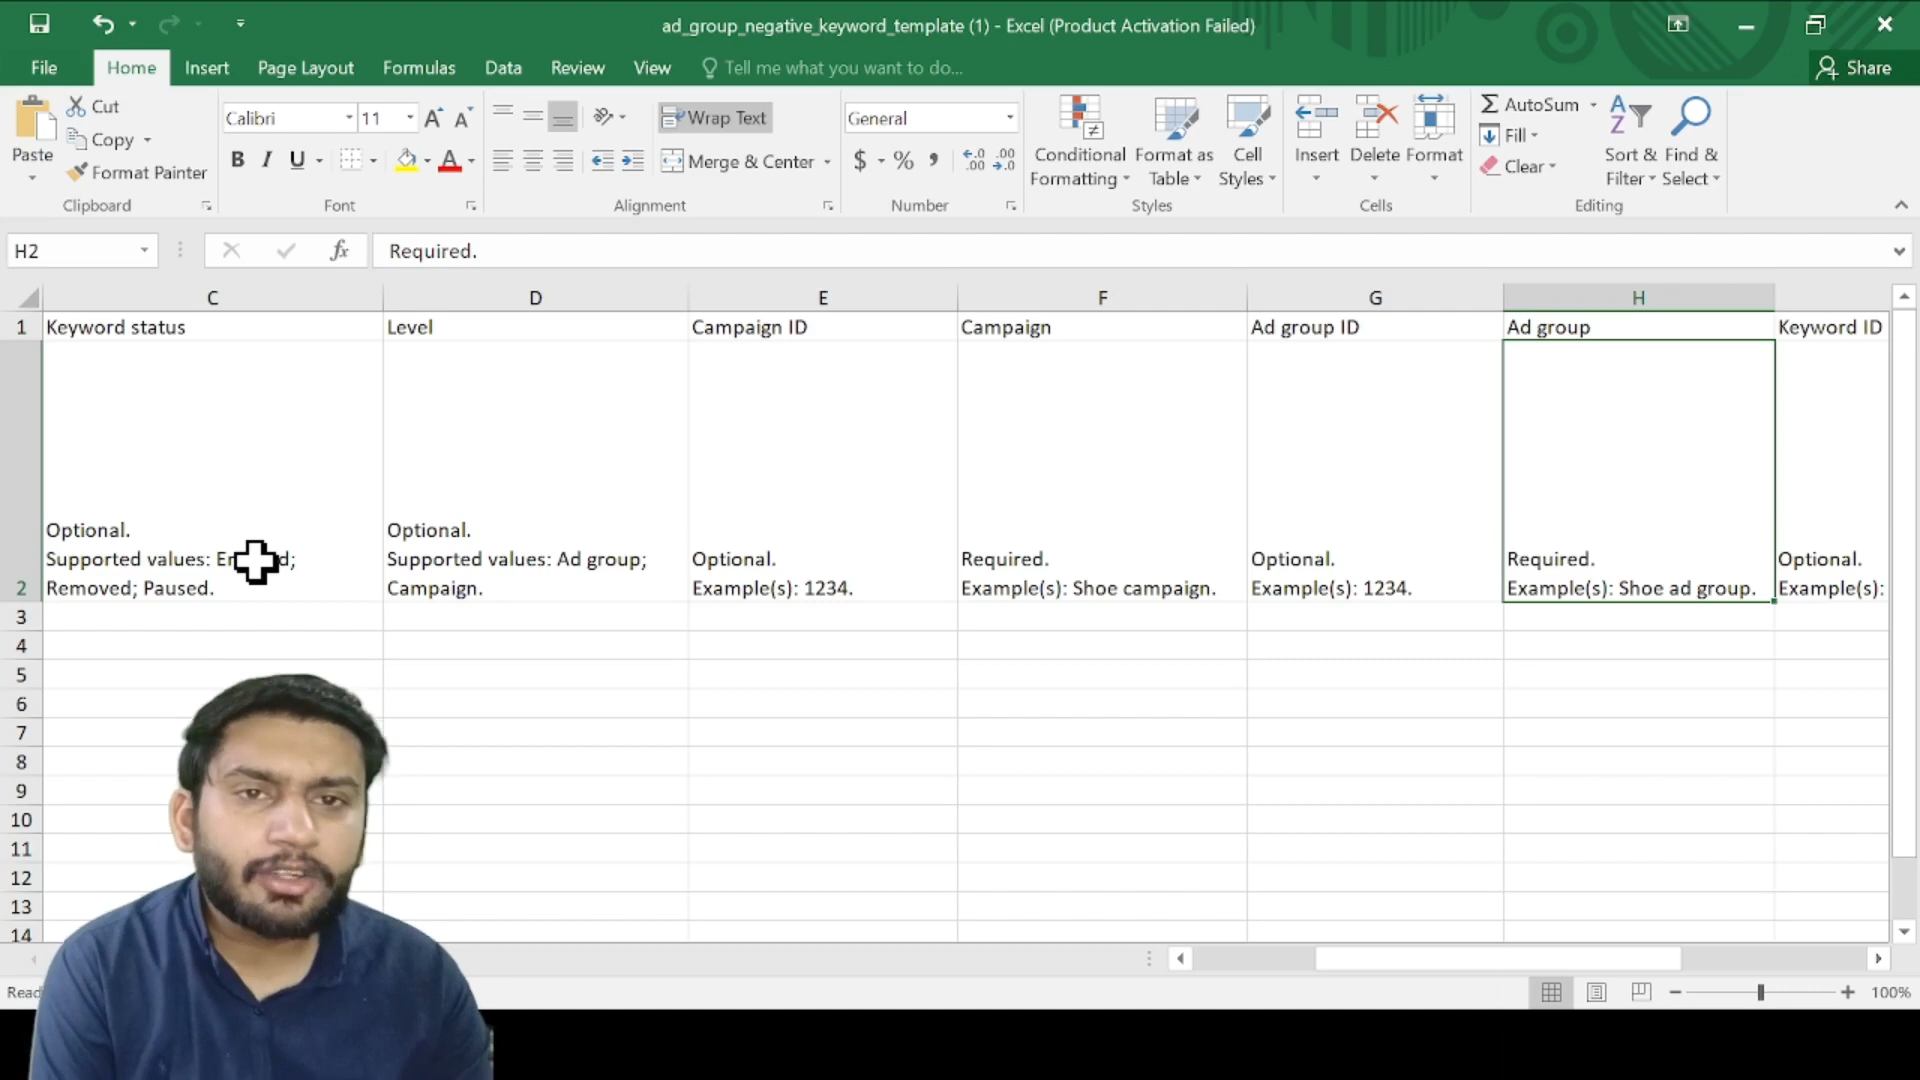 ad_group_negative_keyword_template (1) - Excel (Product Activation Failed)
File Home Insert Page Layout Formulas Data Review View Tell me what you want to do... Share
Paste
Cut
Copy
Format Painter
Clipboard
Calibri 11
B I U
A
Font
Wrap Text
Merge & Center
Alignment
General
$ % ,
Number
Conditional Formatting
Format as Table
Cell Styles
Styles
Insert Delete Format
Cells
AutoSum
Fill
Clear
Sort & Filter
Find & Select
Editing
H2 fx Required.
C D E F G H
1 Keyword status Level Campaign ID Campaign Ad group ID Ad group Keyword ID
2
Optional.
Supported values: 
Removed; Paused.
Optional.
Supported values: Ad group;
Campaign.
Optional.
Example(s): 1234.
Required.
Example(s): Shoe campaign.
Optional.
Example(s): 1234.
Required.
Example(s): Shoe ad group.
Optional.
Example(s):
3
4
5
6
7
8
9
10
11
12
13
14
100%